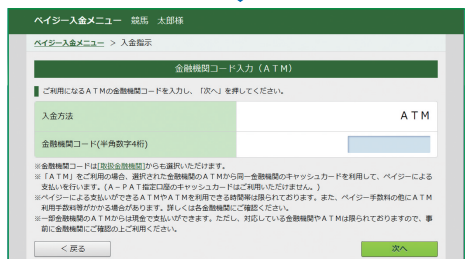 ペイジー入金メニュー 競馬 太郎様
ペイジー入金メニュー > 入金指示
金融機関コード入力（ＡＴＭ）
ご利用になるＡＴＭの金融機関コードを入力し、「次へ」を押してください。
入金方法 ＡＴＭ
金融機関コード(半角数字4桁)
※金融機関コードは[取扱金融機関]からも選択いただけます。
※「ＡＴＭ」をご利用の場合、選択された金融機関のＡＴＭから同一金融機関のキャッシュカードを利用して、ペイジーによる
支払いを行います。(Ａ－ＰＡＴ指定口座のキャッシュカードはご利用いただけません。)
※ペイジーによる支払いができるＡＴＭやＡＴＭを利用できる時間帯は限られております。また、ペイジー手数料の他にＡＴＭ
利用手数料等がかかる場合があります。詳しくは各金融機関にご確認ください。
※一部金融機関のＡＴＭからは現金で支払いができます。ただし、対応している金融機関やＡＴＭは限られておりますので、事
前に金融機関にご確認の上ご利用ください。
＜戻る 次へ